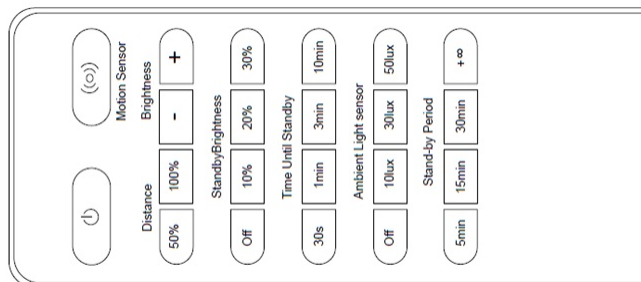 Motion Sensor
Distance Brightness
50% 100% - +
StandbyBrightness
Off 10% 20% 30%
Time Until Standby
30s 1min 3min 10min
Ambient Light sensor
Off 10lux 30lux 50lux
Stand-by Period
5min 15min 30min +∞